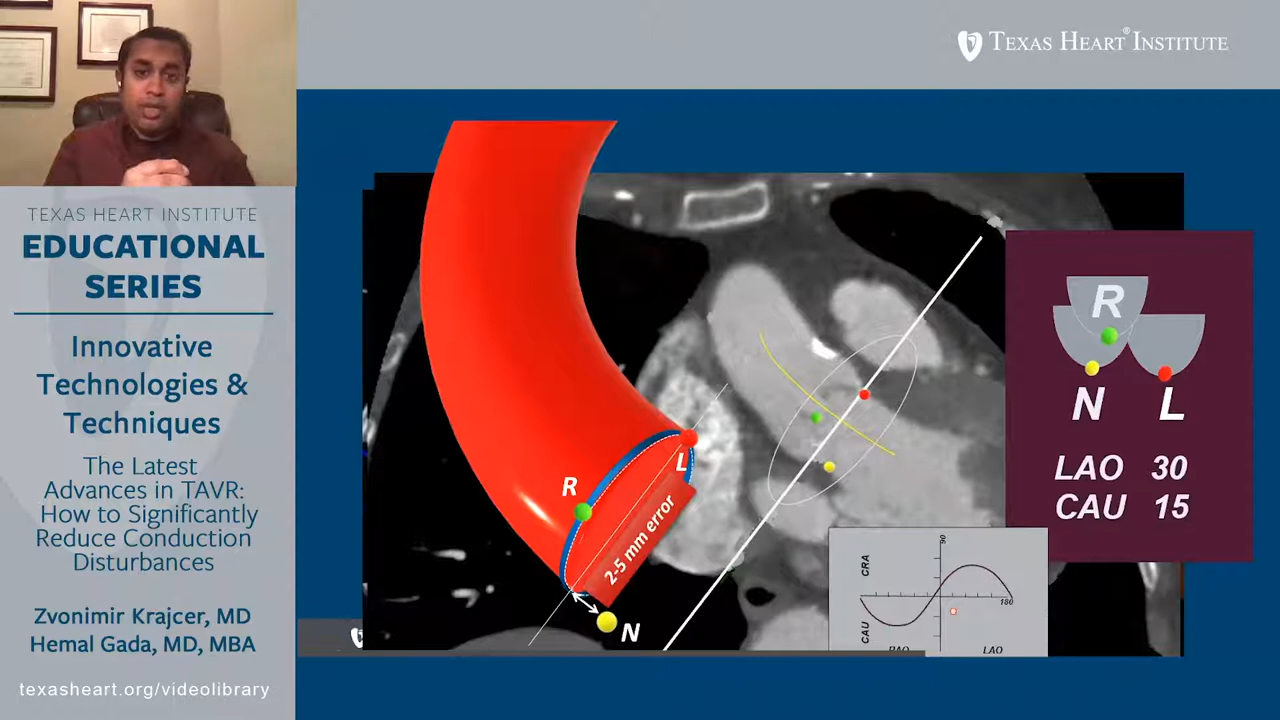 TEXAS HEART® INSTITUTE
TEXAS HEART INSTITUTE
EDUCATIONAL
SERIES
Innovative
Technologies &
Techniques
The Latest
Advances in TAVR:
How to Significantly
Reduce Conduction
Disturbances
Zvonimir Krajcer, MD
Hemal Gada, MD, MBA
texasheart.org/videolibrary
R
L
2-5 mm error
N
R
N L
LAO 30
CAU 15
90
CRA
180
CAU
RAO
LAO